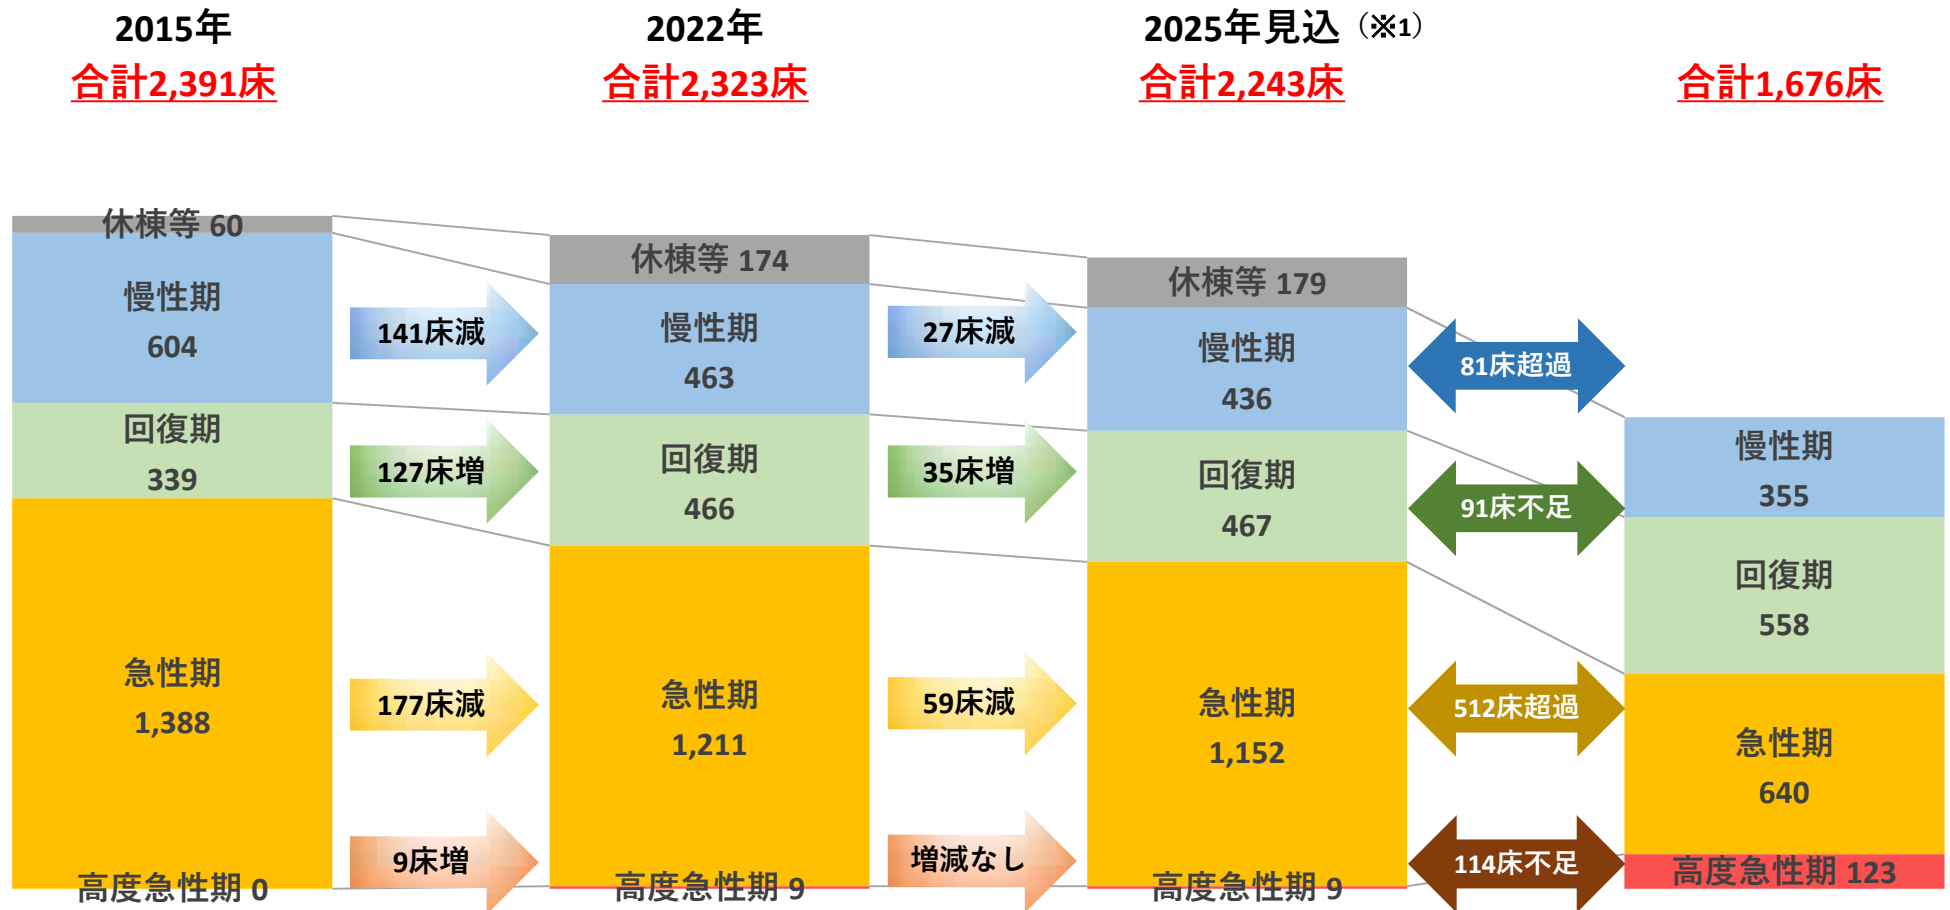 2015年
合計2,391床
2022年
合計2,323床
2025年見込（※1）
合計2,243床
合計1,676床
休棟等 60
慢性期
604
回復期
339
急性期
1,388
高度急性期 0
141床減
127床増
177床減
9床増
休棟等 174
慢性期
463
回復期
466
急性期
1,211
高度急性期 9
27床減
35床増
59床減
増減なし
休棟等 179
慢性期
436
回復期
467
急性期
1,152
高度急性期 9
81床超過
91床不足
512床超過
114床不足
慢性期
355
回復期
558
急性期
640
高度急性期 123